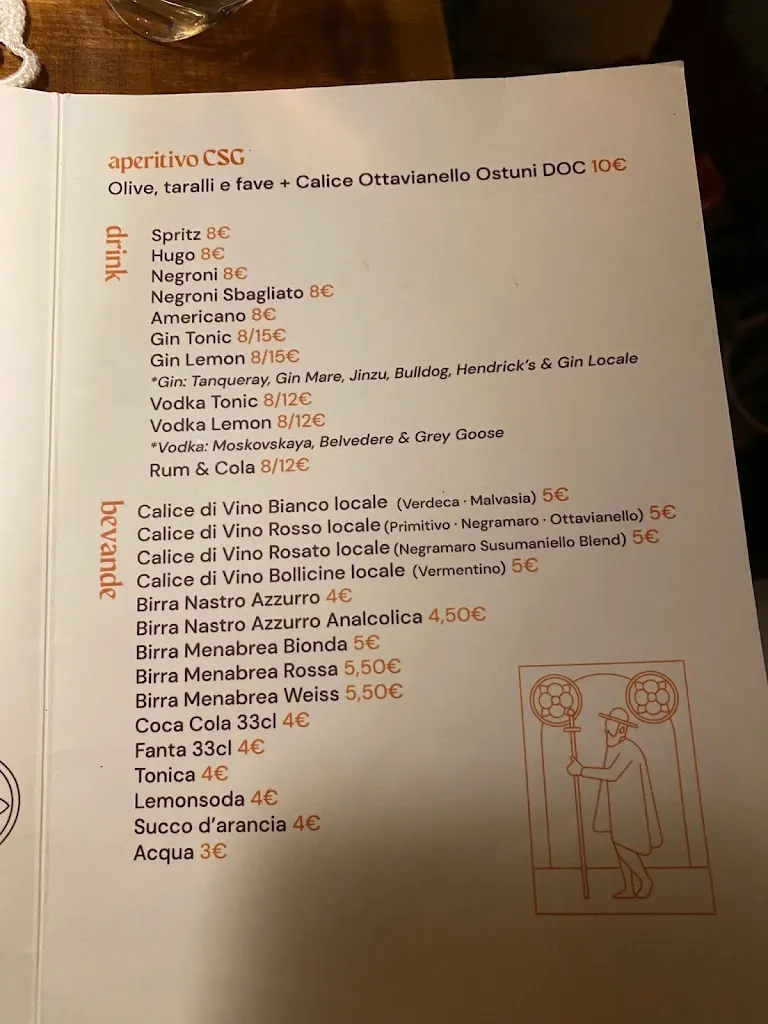 aperitivo CSG
Olive, taralli e fave + Calice Ottavianello Ostuni DOC 10€
drink
Spritz 8€
Hugo 8€
Negroni 8€
Negroni Sbagliato 8€
Americano 8€
Gin Tonic 8/15€
Gin Lemon 8/15€
*Gin: Tanqueray, Gin Mare, Jinzu, Bulldog, Hendrick's & Gin Locale
Vodka Tonic 8/12€
Vodka Lemon 8/12€
*Vodka: Moskovskaya, Belvedere & Grey Goose
Rum & Cola 8/12€
bevande
Calice di Vino Bianco locale (Verdeca · Malvasia) 5€
Calice di Vino Rosso locale (Primitivo · Negramaro · Ottavianello) 5€
Calice di Vino Rosato locale (Negramaro Susumaniello Blend) 5€
Calice di Vino Bollicine locale (Vermentino) 5€
Birra Nastro Azzurro 4€
Birra Nastro Azzurro Analcolica 4,50€
Birra Menabrea Bionda 5€
Birra Menabrea Rossa 5,50€
Birra Menabrea Weiss 5,50€
Coca Cola 33cl 4€
Fanta 33cl 4€
Tonica 4€
Lemonsoda 4€
Succo d'arancia 4€
Acqua 3€